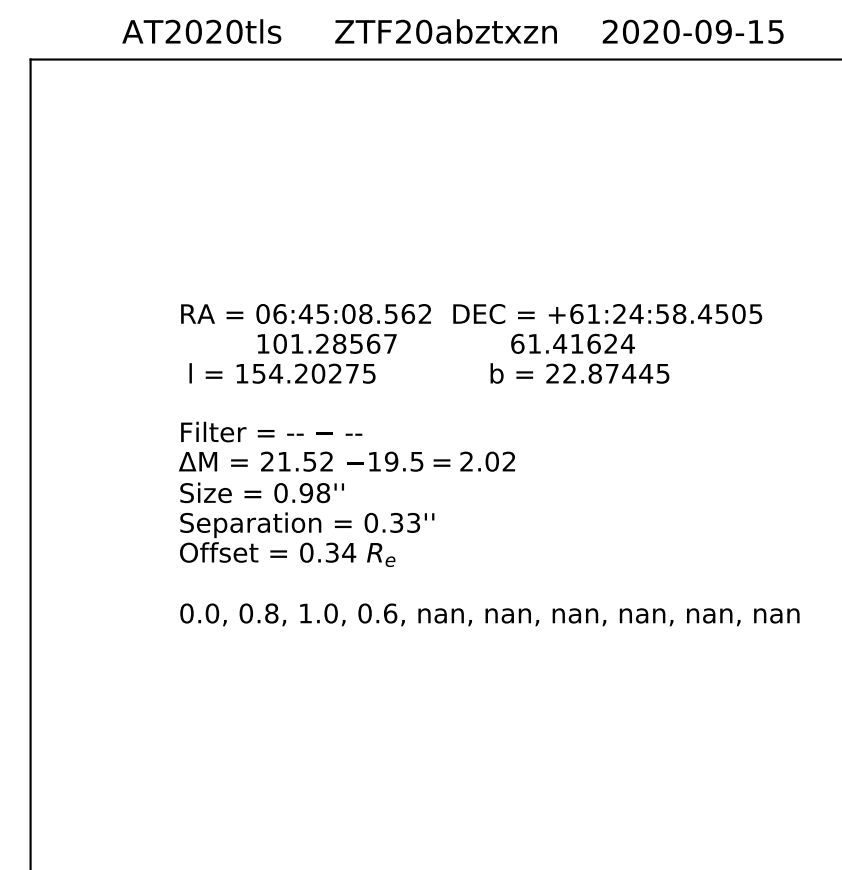 AT2020tls ZTF20abztxzn 2020-09-15
RA = 06:45:08.562 DEC = +61:24:58.4505
101.28567 61.41624
l = 154.20275 b = 22.87445
Filter = -- − --
ΔM = 21.52 −19.5 = 2.02
Size = 0.98''
Separation = 0.33''
Offset = 0.34 Rₑ
0.0, 0.8, 1.0, 0.6, nan, nan, nan, nan, nan, nan